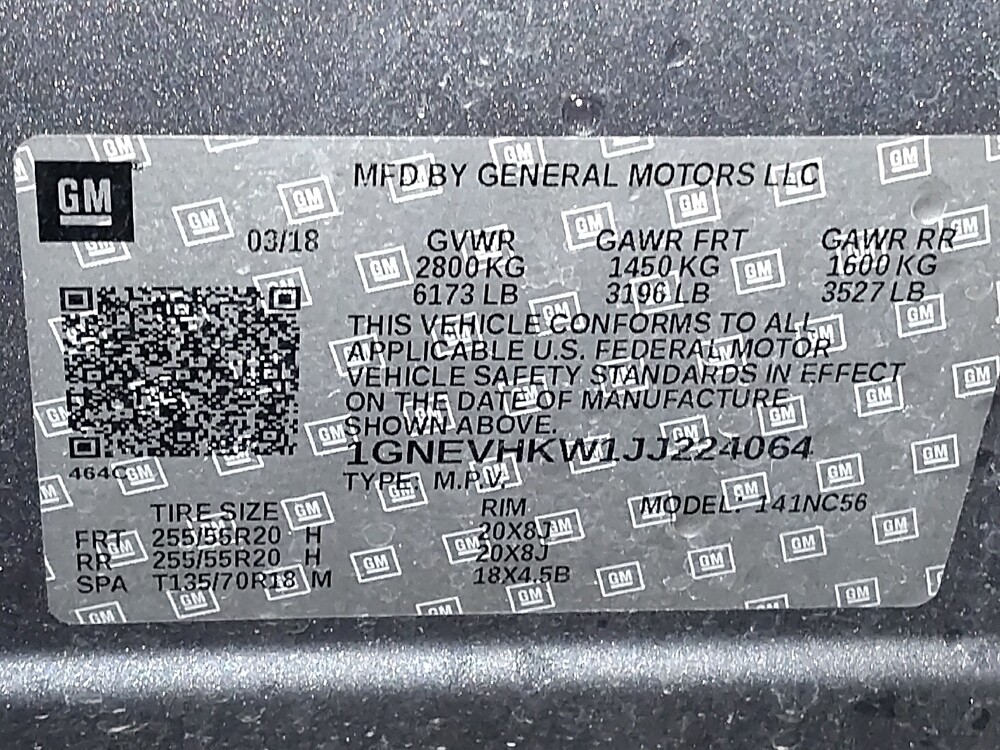 GM
MFD BY GENERAL MOTORS LLC
03/18
GVWR GAWR FRT GAWR RR
2800 KG 1450 KG 1600 KG
6173 LB 3196 LB 3527 LB
THIS VEHICLE CONFORMS TO ALL
APPLICABLE U.S. FEDERAL MOTOR
VEHICLE SAFETY STANDARDS IN EFFECT
ON THE DATE OF MANUFACTURE
SHOWN ABOVE.
1GNEVHKW1JJ224064
464C
TYPE: M.P.V.
TIRE SIZE RIM MODEL: 141NC56
FRT 255/55R20 H 20X8J
RR 255/55R20 H 20X8J
SPA T135/70R18 M 18X4.5B